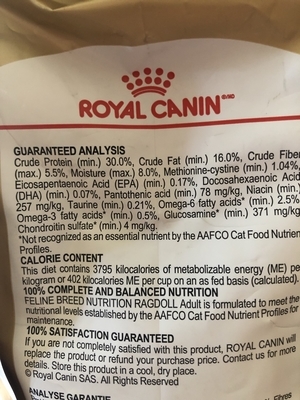 ROYAL CANIN
GUARANTEED ANALYSIS
Crude Protein (min.) 30.0%, Crude Fat (min.) 16.0%, Crude Fiber
(max.) 5.5%, Moisture (max.) 8.0%, Methionine-cystine (min.) 1.04%,
Eicosapentaenoic Acid (EPA) (min.) 0.17%, Docosahexaenoic Acid
(DHA) (min.) 0.07%, Pantothenic acid (min.) 78 mg/kg, Niacin (min.)
257 mg/kg, Taurine (min.) 0.21%, Omega-6 fatty acids* (min.) 2.5%
Omega-3 fatty acids* (min.) 0.5%, Glucosamine* (min.) 371 mg/kg
Chondroitin sulfate* (min.) 4 mg/kg.
*Not recognized as an essential nutrient by the AAFCO Cat Food Nutrient
Profiles.
CALORIE CONTENT
This diet contains 3795 kilocalories of metabolizable energy (ME) per
kilogram or 402 kilocalories ME per cup on an as fed basis (calculated).
100% COMPLETE AND BALANCED NUTRITION
FELINE BREED NUTRITION RAGDOLL Adult is formulated to meet the
nutritional levels established by the AAFCO Cat Food Nutrient Profiles for
maintenance.
100% SATISFACTION GUARANTEED
If you are not completely satisfied with this product, ROYAL CANIN will
replace the product or refund your purchase price. Contact us for more
details. Store this product in a cool, dry place.
© Royal Canin SAS. All Rights Reserved
ANALYSE GARANTIE